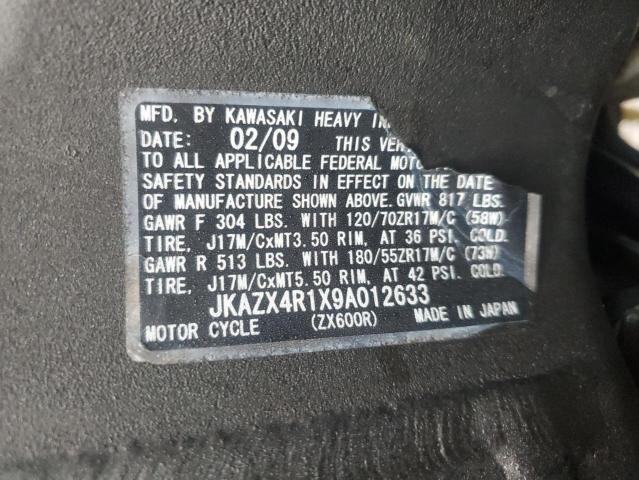 MFD. BY KAWASAKI HEAVY IN
DATE: 02/09 THIS VE
TO ALL APPLICABLE FEDERAL MOTO
SAFETY STANDARDS IN EFFECT ON THE DATE
OF MANUFACTURE SHOWN ABOVE. GVWR 817 LBS.
GAWR F 304 LBS. WITH 120/70ZR17M/C (58W)
TIRE, J17M/CxMT3.50 RIM, AT 36 PSI. COLD.
GAWR R 513 LBS. WITH 180/55ZR17M/C (73W)
TIRE, J17M/CxMT5.50 RIM, AT 42 PSI. COLD.
JKAZX4R1X9A012633
MOTOR CYCLE (ZX600R) MADE IN JAPAN